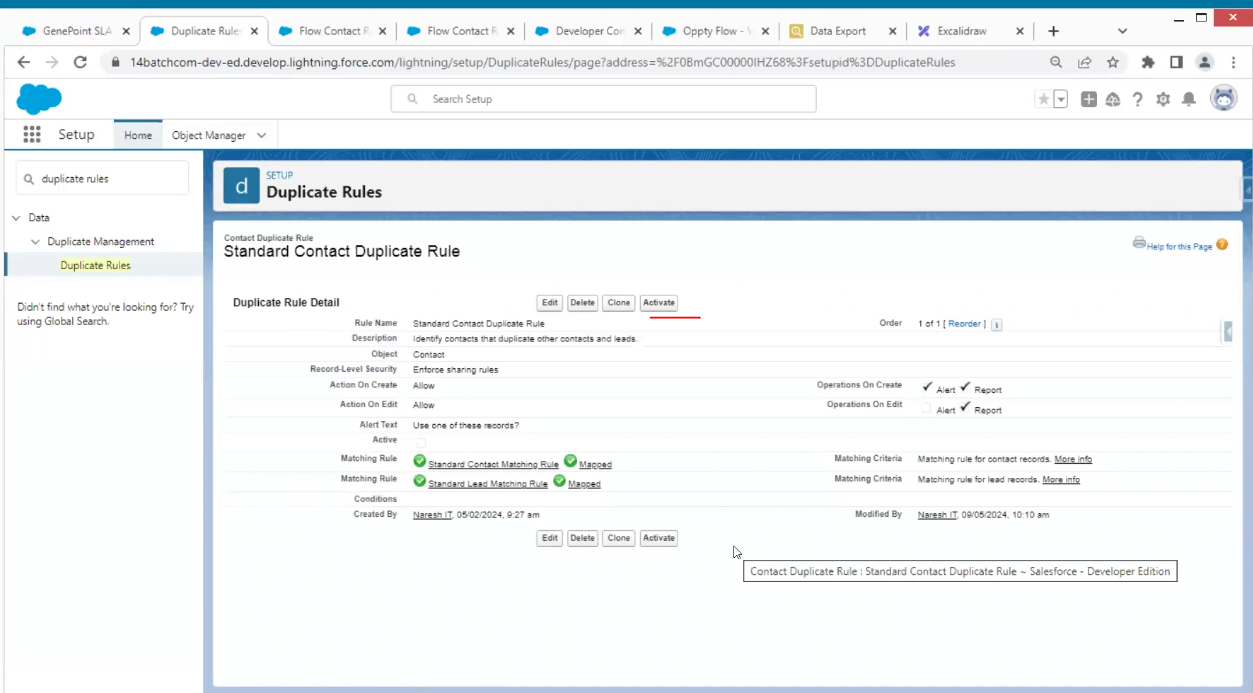 GenePoint SLA
Duplicate Rules
Flow Contact R
Flow Contact R
Developer Con
Oppty Flow - V
Data Export
Excalidraw
14batchcom-dev-ed.develop.lightning.force.com/lightning/setup/DuplicateRules/page?address=%2F0BmGC00000IHZ68%3Fsetupid%3DDuplicateRules
Search Setup
Setup
Home
Object Manager
duplicate rules
Data
Duplicate Management
Duplicate Rules
Didn't find what you're looking for? Try
using Global Search.
d
SETUP
Duplicate Rules
Contact Duplicate Rule
Standard Contact Duplicate Rule
Help for this Page
Duplicate Rule Detail
Edit Delete Clone Activate
Rule Name Standard Contact Duplicate Rule Order 1 of 1 [ Reorder ] i
Description Identify contacts that duplicate other contacts and leads.
Object Contact
Record-Level Security Enforce sharing rules
Action On Create Allow Operations On Create Alert Report
Action On Edit Allow Operations On Edit Alert Report
Alert Text Use one of these records?
Active
Matching Rule Standard Contact Matching Rule Mapped Matching Criteria Matching rule for contact records. More info
Matching Rule Standard Lead Matching Rule Mapped Matching Criteria Matching rule for lead records. More info
Conditions
Created By Naresh IT, 05/02/2024, 9:27 am Modified By Naresh IT, 09/05/2024, 10:10 am
Edit Delete Clone Activate
Contact Duplicate Rule : Standard Contact Duplicate Rule ~ Salesforce - Developer Edition